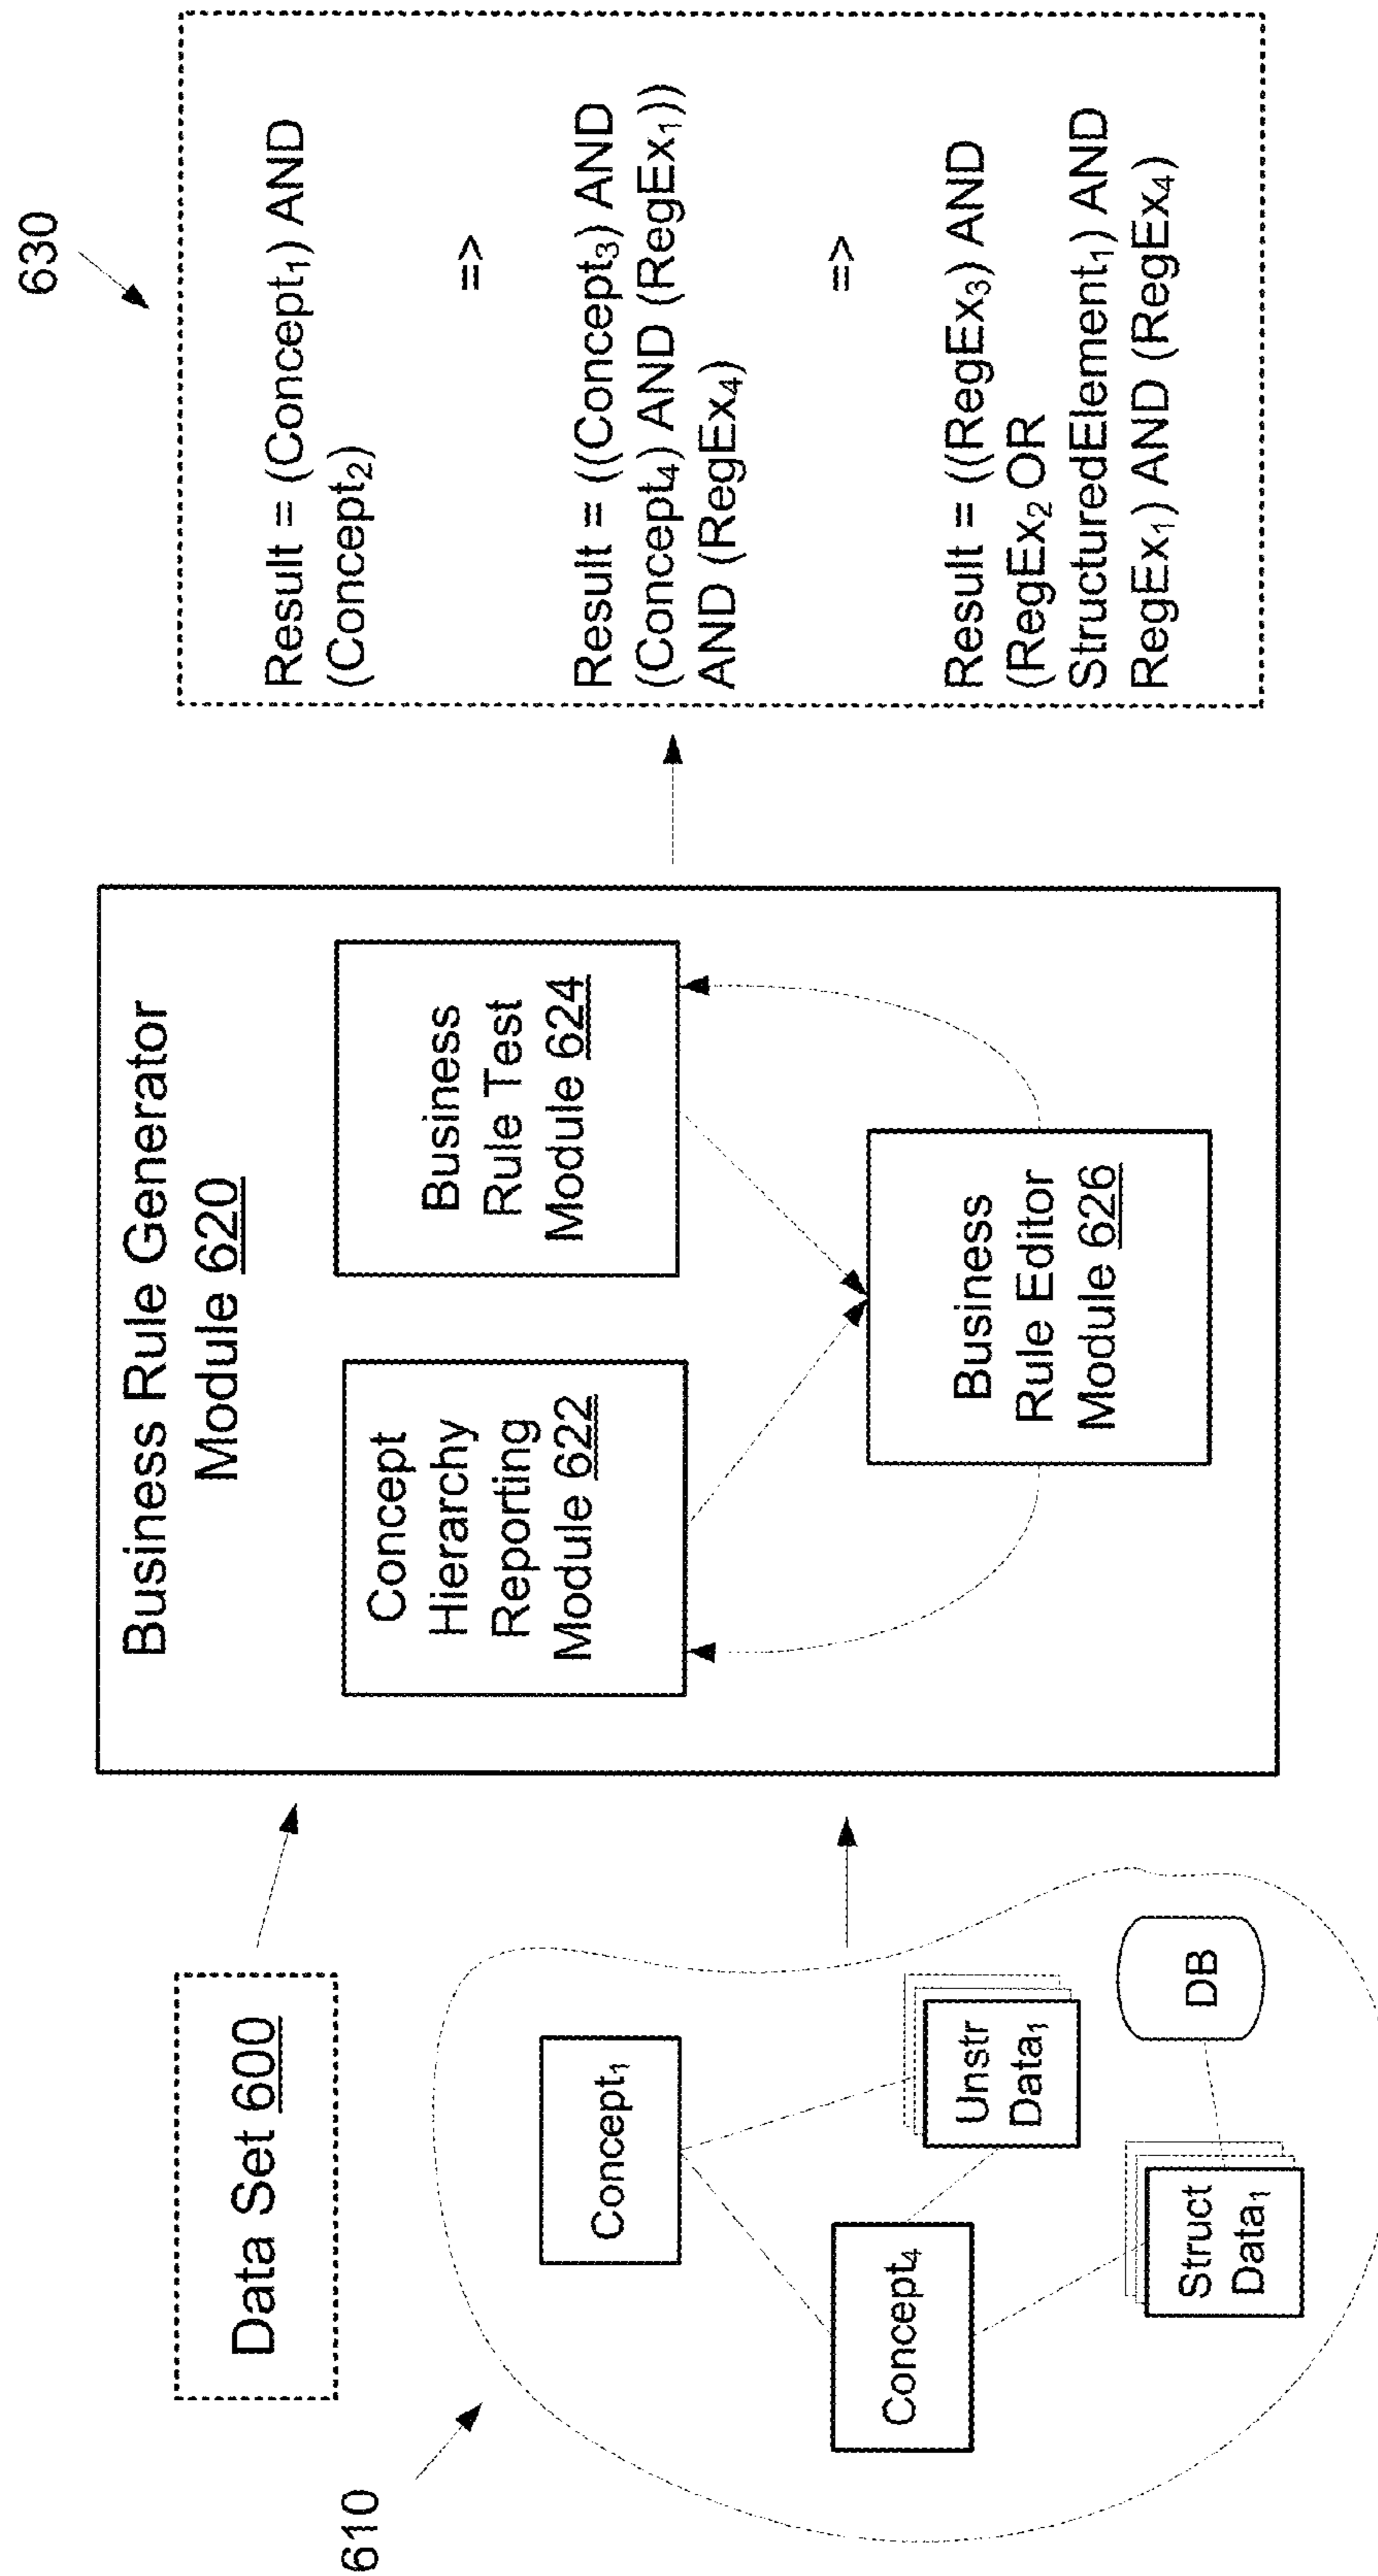 630
Data Set 600
610
Concept₁
Concept₄
Unstr
Data₁
Struct
Data₁
DB
Business Rule Generator
Module 620
Concept
Hierarchy
Reporting
Module 622
Business
Rule Test
Module 624
Business
Rule Editor
Module 626
Result = (Concept₁) AND
(Concept₂)
=>
Result = ((Concept₃) AND
(Concept₄) AND (RegEx₁))
AND (RegEx₄)
=>
Result = ((RegEx₃) AND
(RegEx₂ OR
StructuredElement₁) AND
RegEx₁) AND (RegEx₄)